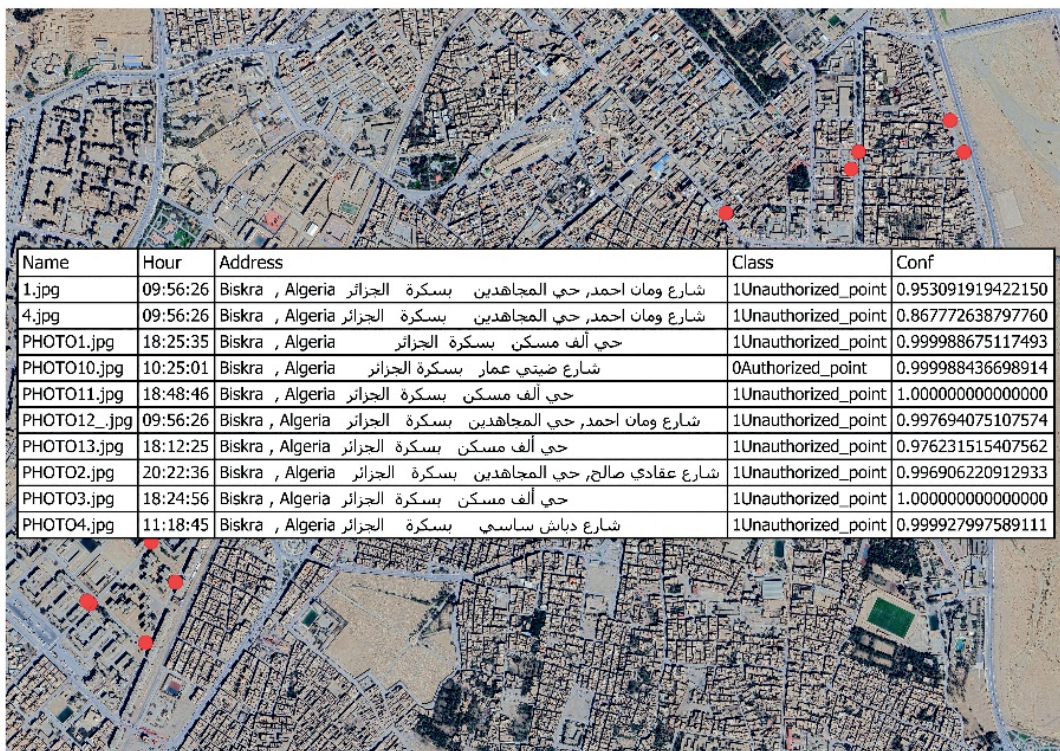 Name Hour Address Class Conf
1.jpg 09:56:26 Biskra , Algeria شارع ومان احمد, حي المجاهدين بسكرة الجزائر 1Unauthorized_point 0.953091919422150
4.jpg 09:56:26 Biskra , Algeria شارع ومان احمد, حي المجاهدين بسكرة الجزائر 1Unauthorized_point 0.867772638797760
PHOTO1.jpg 18:25:35 Biskra , Algeria حي ألف مسكن بسكرة الجزائر 1Unauthorized_point 0.999988675117493
PHOTO10.jpg 10:25:01 Biskra , Algeria شارع ضيتي عمار بسكرة الجزائر 0Authorized_point 0.999988436698914
PHOTO11.jpg 18:48:46 Biskra , Algeria حي ألف مسكن بسكرة الجزائر 1Unauthorized_point 1.000000000000000
PHOTO12_.jpg 09:56:26 Biskra, Algeria شارع ومان احمد, حي المجاهدين بسكرة الجزائر 1Unauthorized_point 0.997694075107574
PHOTO13.jpg 18:12:25 Biskra , Algeria حي ألف مسكن بسكرة الجزائر 1Unauthorized_point 0.976231515407562
PHOTO2.jpg 20:22:36 Biskra , Algeria شارع عقادي صالح, حي المجاهدين بسكرة الجزائر 1Unauthorized_point 0.996906220912933
PHOTO3.jpg 18:24:56 Biskra , Algeria حي ألف مسكن بسكرة الجزائر 1Unauthorized_point 1.000000000000000
PHOTO4.jpg 11:18:45 Biskra , Algeria شارع دباش ساسي بسكرة الجزائر 1Unauthorized_point 0.999927997589111